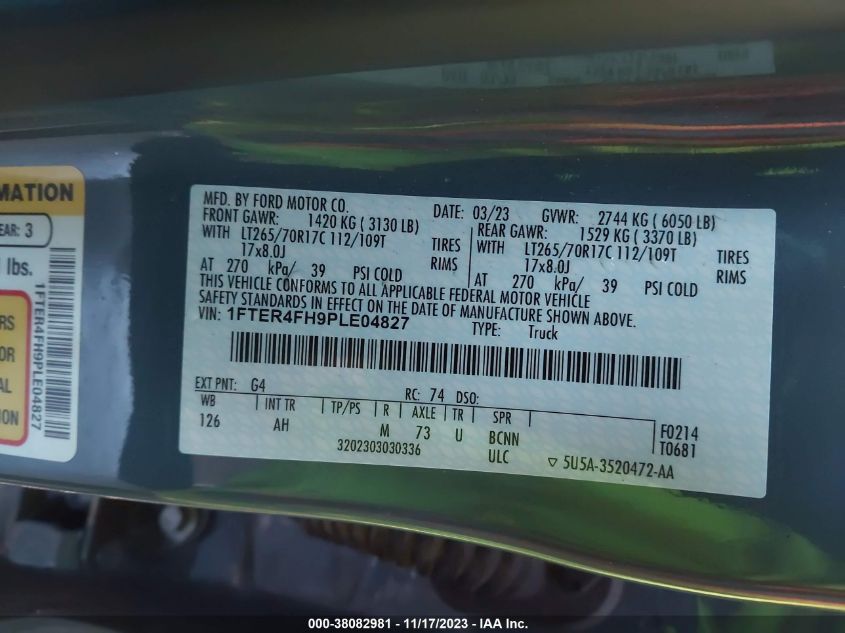 MATION
EAR: 3
lbs.
RS
OR
AL
TION
1FTER4FH9PLE04827
MFD. BY FORD MOTOR CO. DATE: 03/23 GVWR: 2744 KG ( 6050 LB)
FRONT GAWR: 1420 KG ( 3130 LB) REAR GAWR: 1529 KG ( 3370 LB)
WITH LT265/70R17C 112/109T TIRES WITH LT265/70R17C 112/109T TIRES
17x8.0J RIMS 17x8.0J RIMS
AT 270 kPa/ 39 PSI COLD AT 270 kPa/ 39 PSI COLD
THIS VEHICLE CONFORMS TO ALL APPLICABLE FEDERAL MOTOR VEHICLE
SAFETY STANDARDS IN EFFECT ON THE DATE OF MANUFACTURE SHOWN ABOVE.
VIN: 1FTER4FH9PLE04827 TYPE: Truck
EXT PNT: G4 RC: 74 DSO:
WB INT TR TP/PS R AXLE TR SPR F0214
126 AH M 73 U BCNN T0681
3202303030336 ULC ▽ 5U5A-3520472-AA
000-38082981 - 11/17/2023 - IAA Inc.